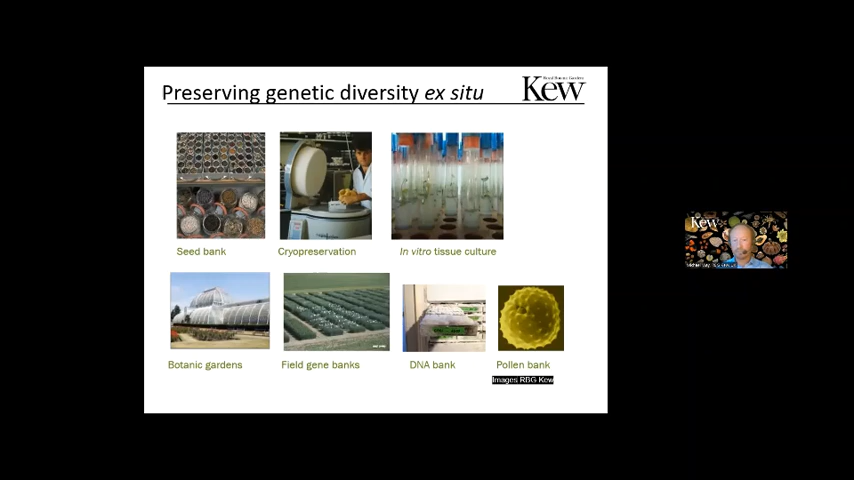 Preserving genetic diversity ex situ
Royal Botanic Gardens
Kew
Seed bank
Cryopreservation
In vitro tissue culture
Botanic gardens
Field gene banks
DNA bank
Pollen bank
Images RBG Kew
Kew